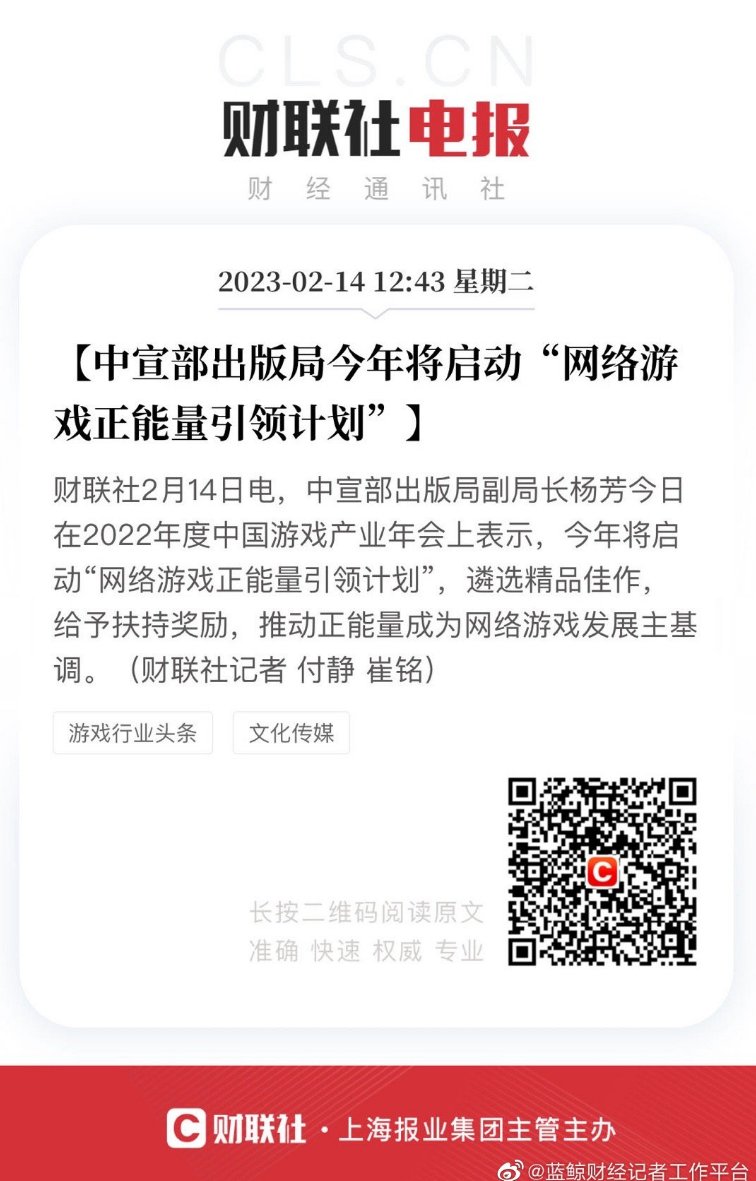 CLS.CN
财联社电报
财经通讯社
2023-02-14 12:43 星期二
【中宣部出版局今年将启动“网络游
戏正能量引领计划”】
财联社2月14日电，中宣部出版局副局长杨芳今日
在2022年度中国游戏产业年会上表示，今年将启
动“网络游戏正能量引领计划”，遴选精品佳作，
给予扶持奖励，推动正能量成为网络游戏发展主基
调。（财联社记者 付静 崔铭）
游戏行业头条 文化传媒
C
长按二维码阅读原文
准确 快速 权威 专业
C 财联社·上海报业集团主管主办
@蓝鲸财经记者工作平台